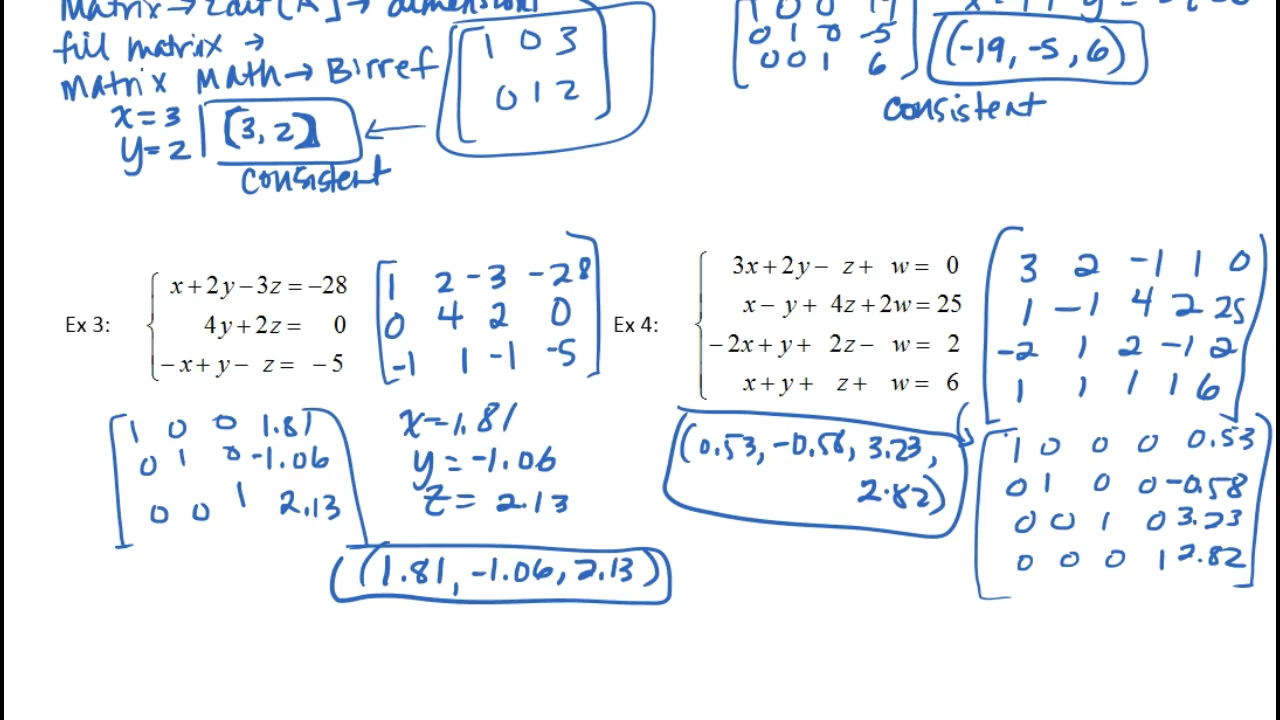 Matrix → Edit [A] → dimensions
fill matrix →
Matrix Math → B:rref
[1 0 3
0 1 2]
x = 3
y = 2
(3, 2)
consistent
0 1 0 -5
0 0 1 6
(-19, -5, 6)
consistent
Ex 3:
x + 2y - 3z = -28
4y + 2z = 0
-x + y - z = -5
[1 2 -3 -28
0 4 2 0
-1 1 -1 -5]
[1 0 0 1.81
0 1 0 -1.06
0 0 1 2.13]
x = 1.81
y = -1.06
z = 2.13
(1.81, -1.06, 2.13)
Ex 4:
3x + 2y - z + w = 0
x - y + 4z + 2w = 25
-2x + y + 2z - w = 2
x + y + z + w = 6
[3 2 -1 1 0
1 -1 4 2 25
-2 1 2 -1 2
1 1 1 1 6]
[1 0 0 0 0.53
0 1 0 0 -0.58
0 0 1 0 3.23
0 0 0 1 2.82]
(0.53, -0.58, 3.23,
2.82)